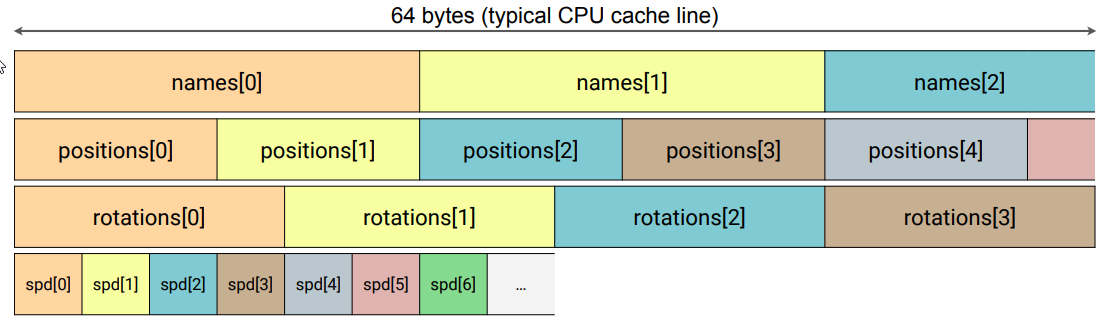 64 bytes (typical CPU cache line)
names[0] names[1] names[2]
positions[0] positions[1] positions[2] positions[3] positions[4]
rotations[0] rotations[1] rotations[2] rotations[3]
spd[0] spd[1] spd[2] spd[3] spd[4] spd[5] spd[6] ...